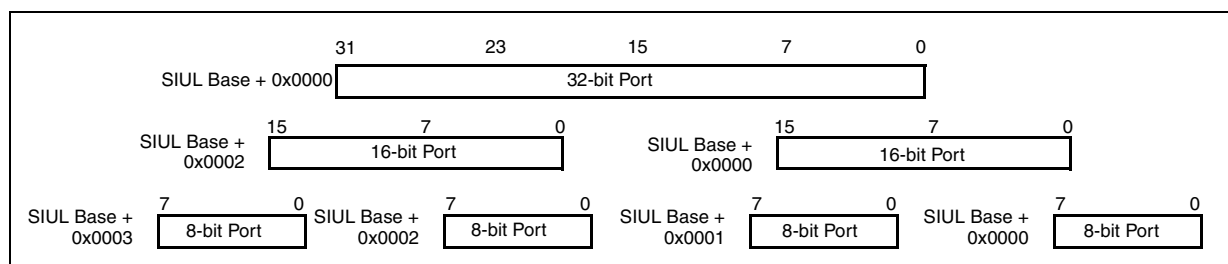 31 23 15 7 0
SIUL Base + 0x0000 32-bit Port
15 7 0 15 7 0
SIUL Base + 0x0002 16-bit Port SIUL Base + 0x0000 16-bit Port
7 0 7 0 7 0 7 0
SIUL Base + 0x0003 8-bit Port SIUL Base + 0x0002 8-bit Port SIUL Base + 0x0001 8-bit Port SIUL Base + 0x0000 8-bit Port